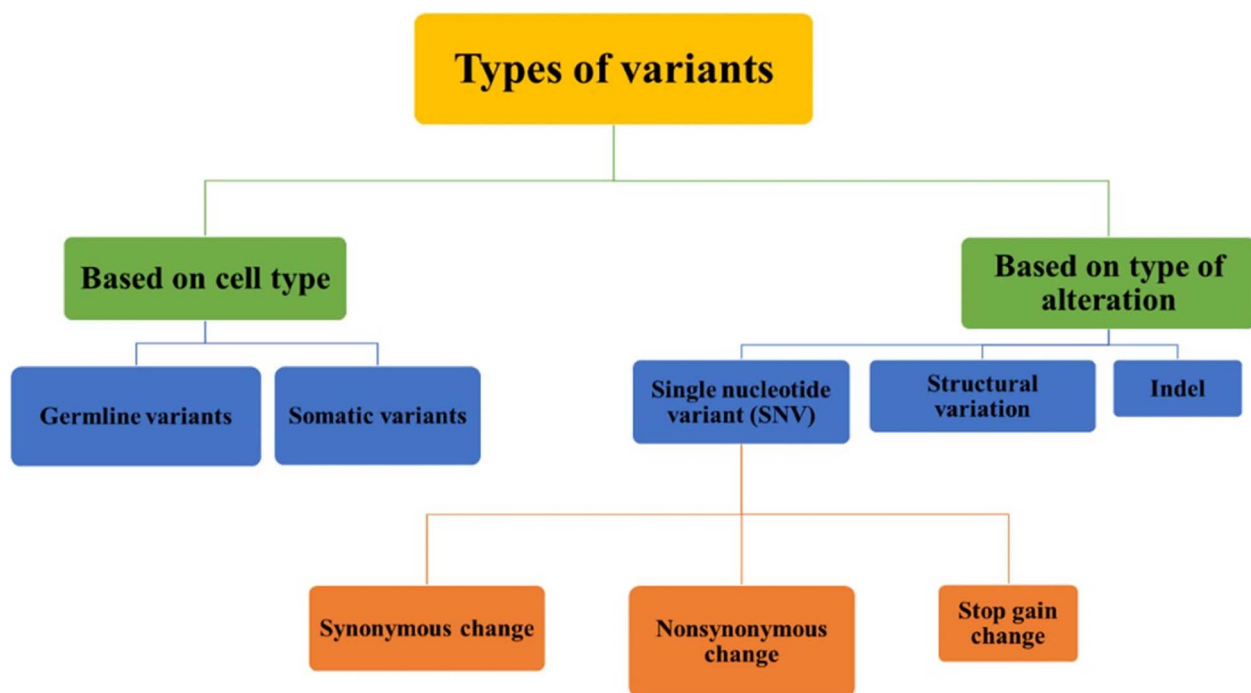 Types of variants
Based on cell type
Based on type of
alteration
Germline variants
Somatic variants
Single nucleotide
variant (SNV)
Structural
variation
Indel
Synonymous change
Nonsynonymous
change
Stop gain
change